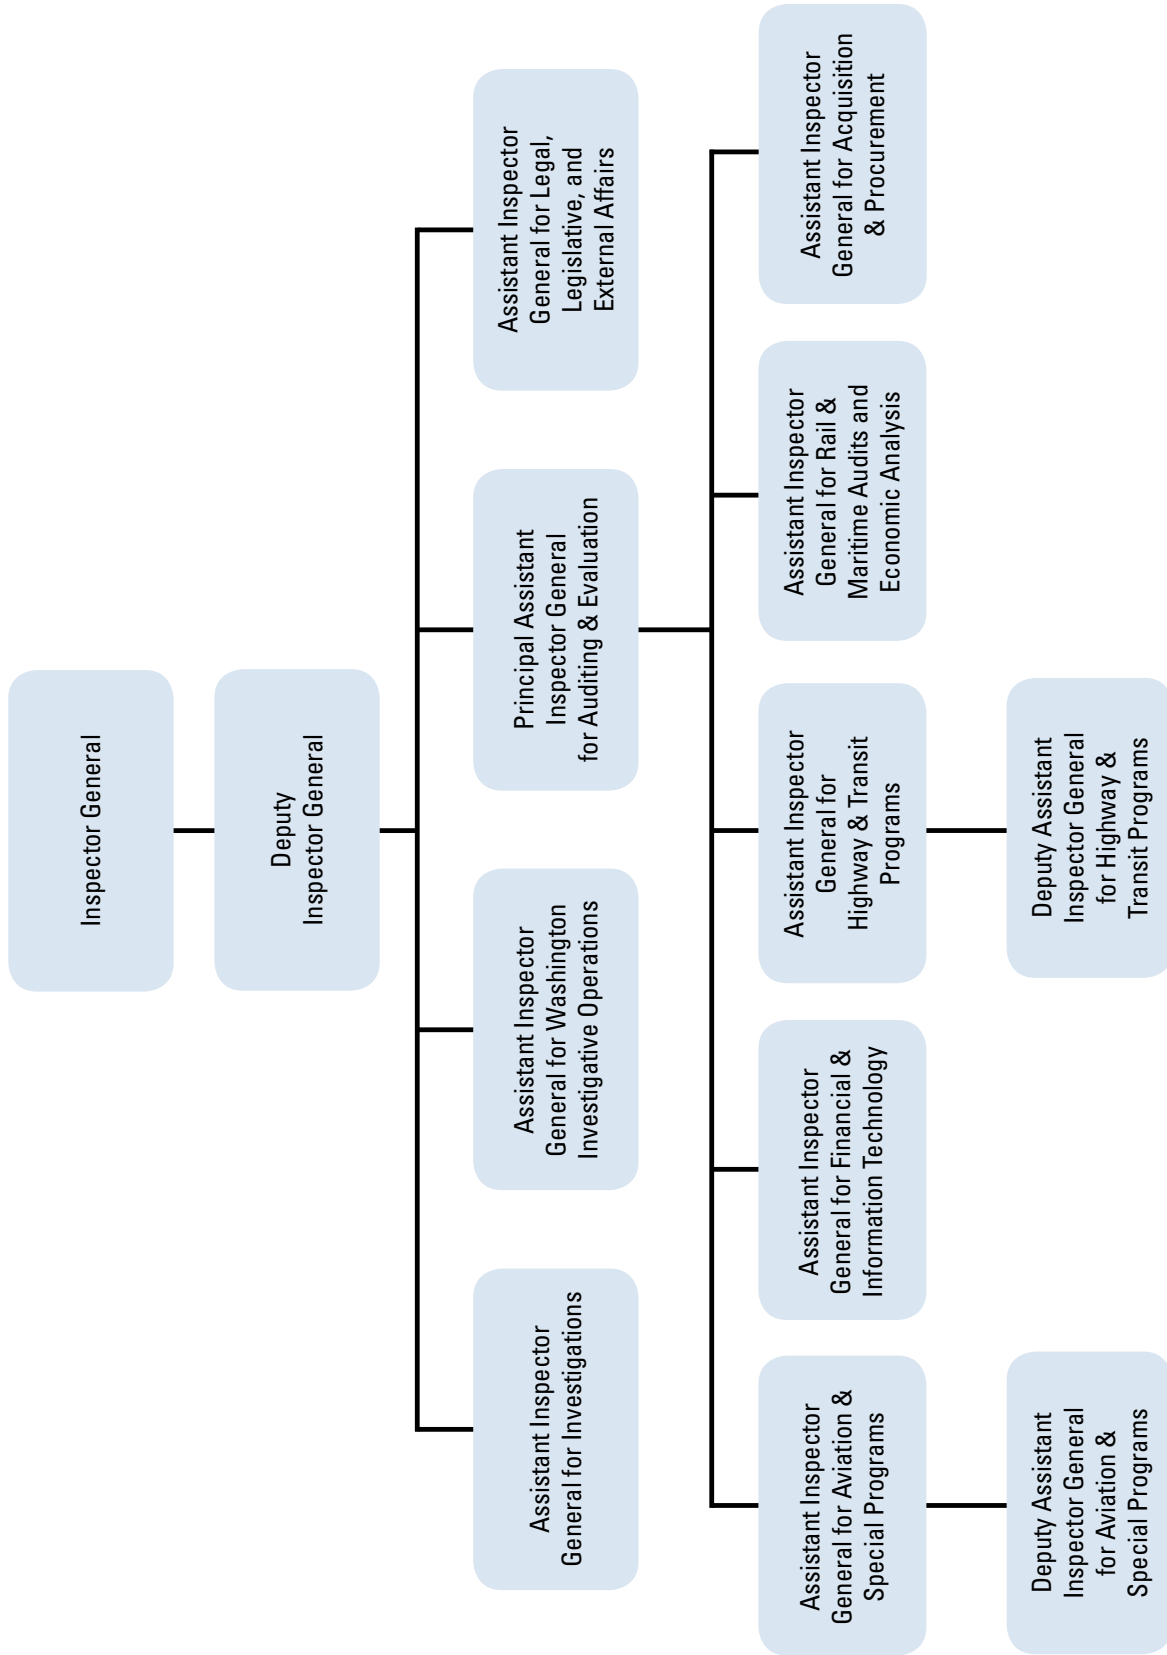 Inspector General
Deputy
Inspector General
Assistant Inspector
General for Investigations
Assistant Inspector
General for Washington
Investigative Operations
Principal Assistant
Inspector General
for Auditing & Evaluation
Assistant Inspector
General for Legal,
Legislative, and
External Affairs
Assistant Inspector
General for Aviation &
Special Programs
Assistant Inspector
General for Financial &
Information Technology
Assistant Inspector
General for
Highway & Transit
Programs
Assistant Inspector
General for Rail &
Maritime Audits and
Economic Analysis
Assistant Inspector
General for Acquisition
& Procurement
Deputy Assistant
Inspector General
for Aviation &
Special Programs
Deputy Assistant
Inspector General
for Highway &
Transit Programs